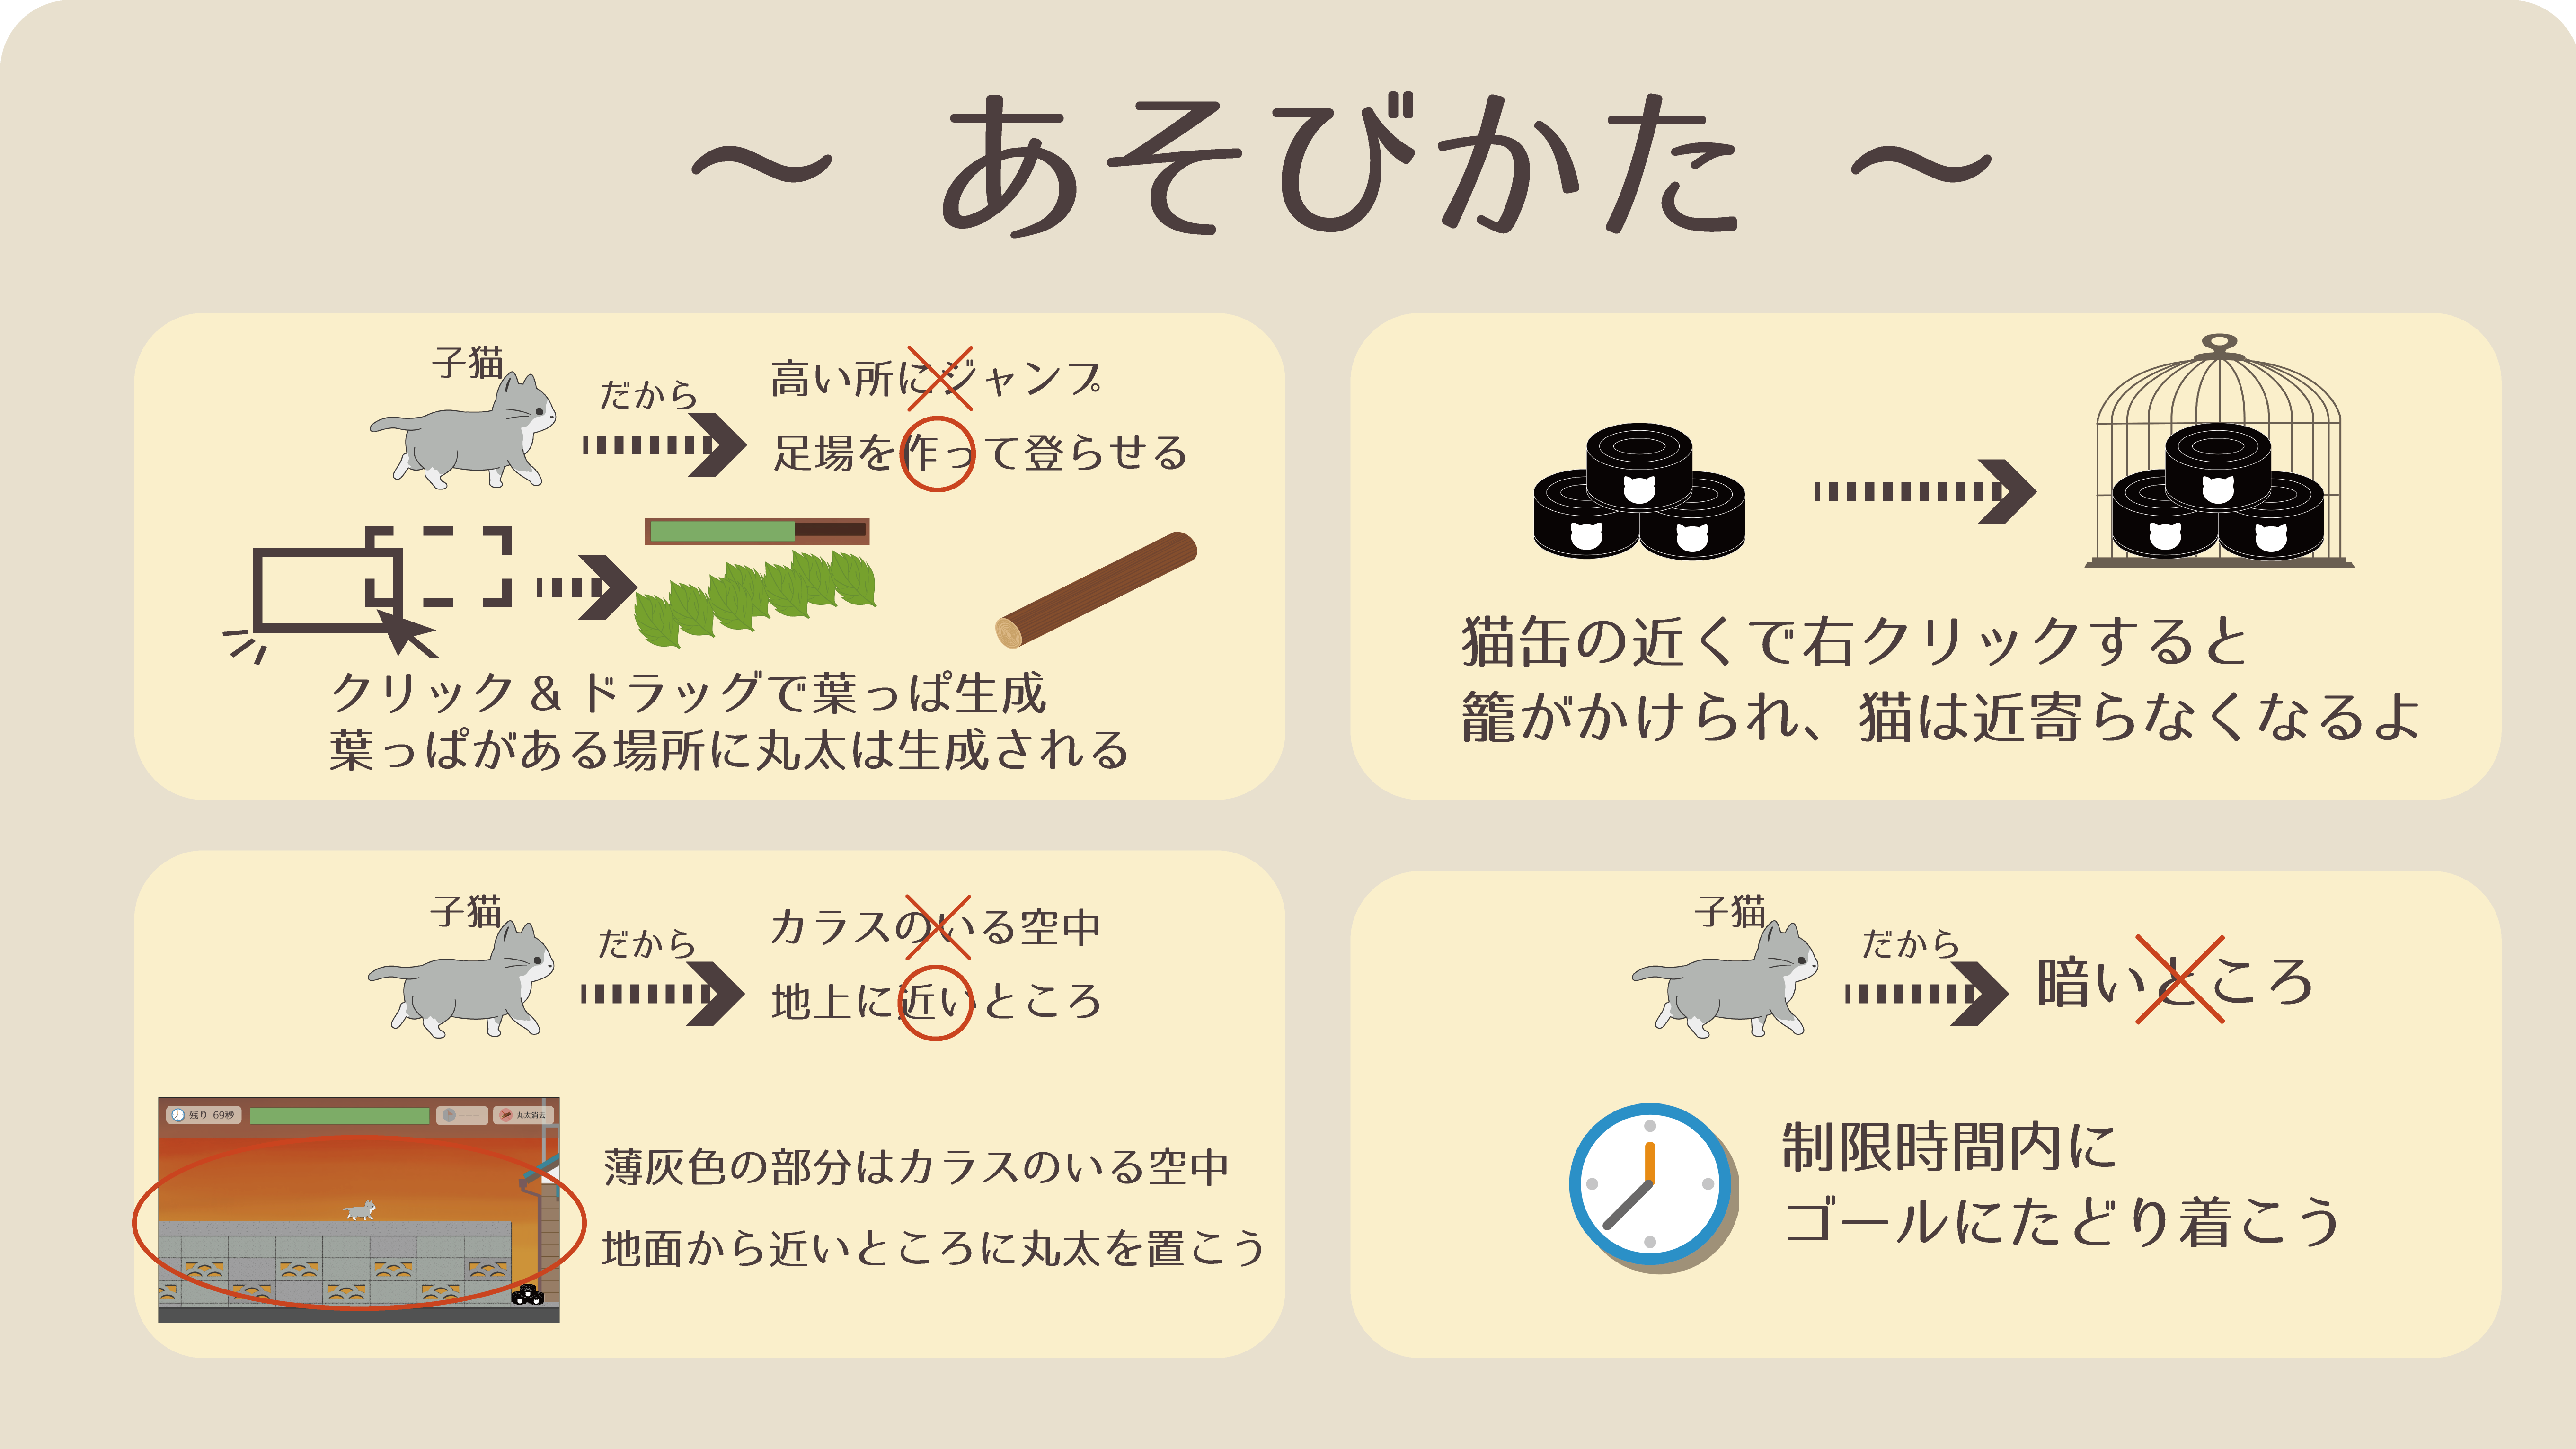 ～ あそびかた ～
子猫
だから
高い所にジャンプ
足場を作って登らせる
クリック & ドラッグで葉っぱ生成
葉っぱがある場所に丸太は生成される
猫缶の近くで右クリックすると
籠がかけられ、猫は近寄らなくなるよ
子猫
だから
カラスのいる空中
地上に近いところ
残り 69秒
丸太消去
薄灰色の部分はカラスのいる空中
地面から近いところに丸太を置こう
子猫
だから
暗いところ
制限時間内に
ゴールにたどり着こう